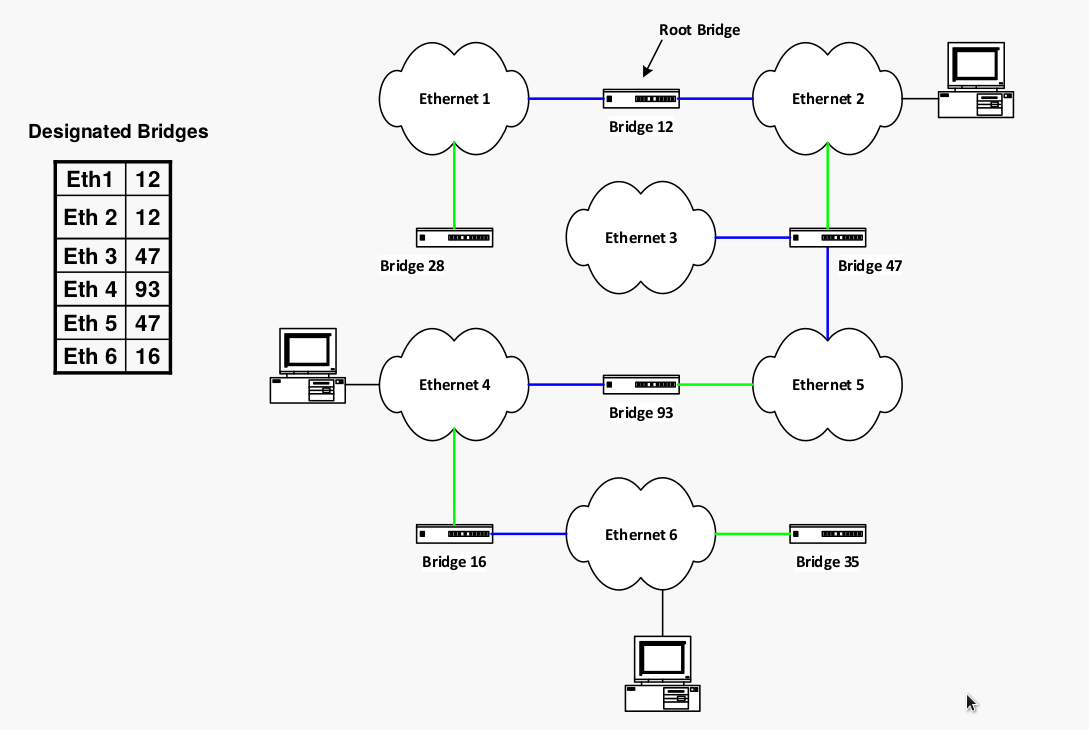 Root Bridge
Ethernet 1
Ethernet 2
Bridge 12
Designated Bridges
Eth1 12
Eth 2 12
Eth 3 47
Eth 4 93
Eth 5 47
Eth 6 16
Ethernet 3
Bridge 28
Bridge 47
Ethernet 4
Ethernet 5
Bridge 93
Ethernet 6
Bridge 16
Bridge 35